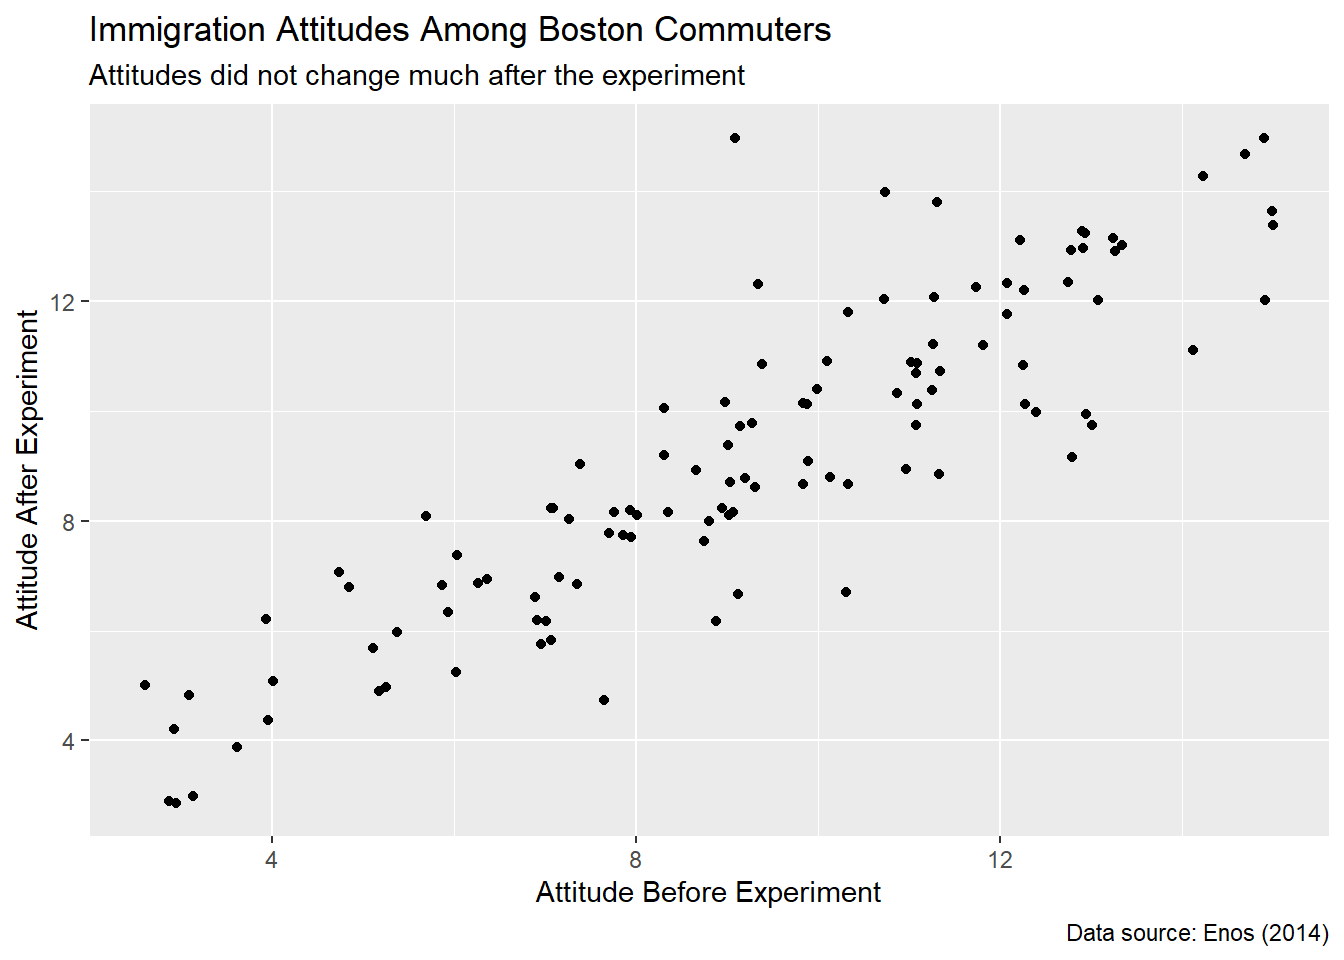 Immigration Attitudes Among Boston Commuters
Attitudes did not change much after the experiment
Attitude After Experiment
12
8
4
4 8 12
Attitude Before Experiment
Data source: Enos (2014)